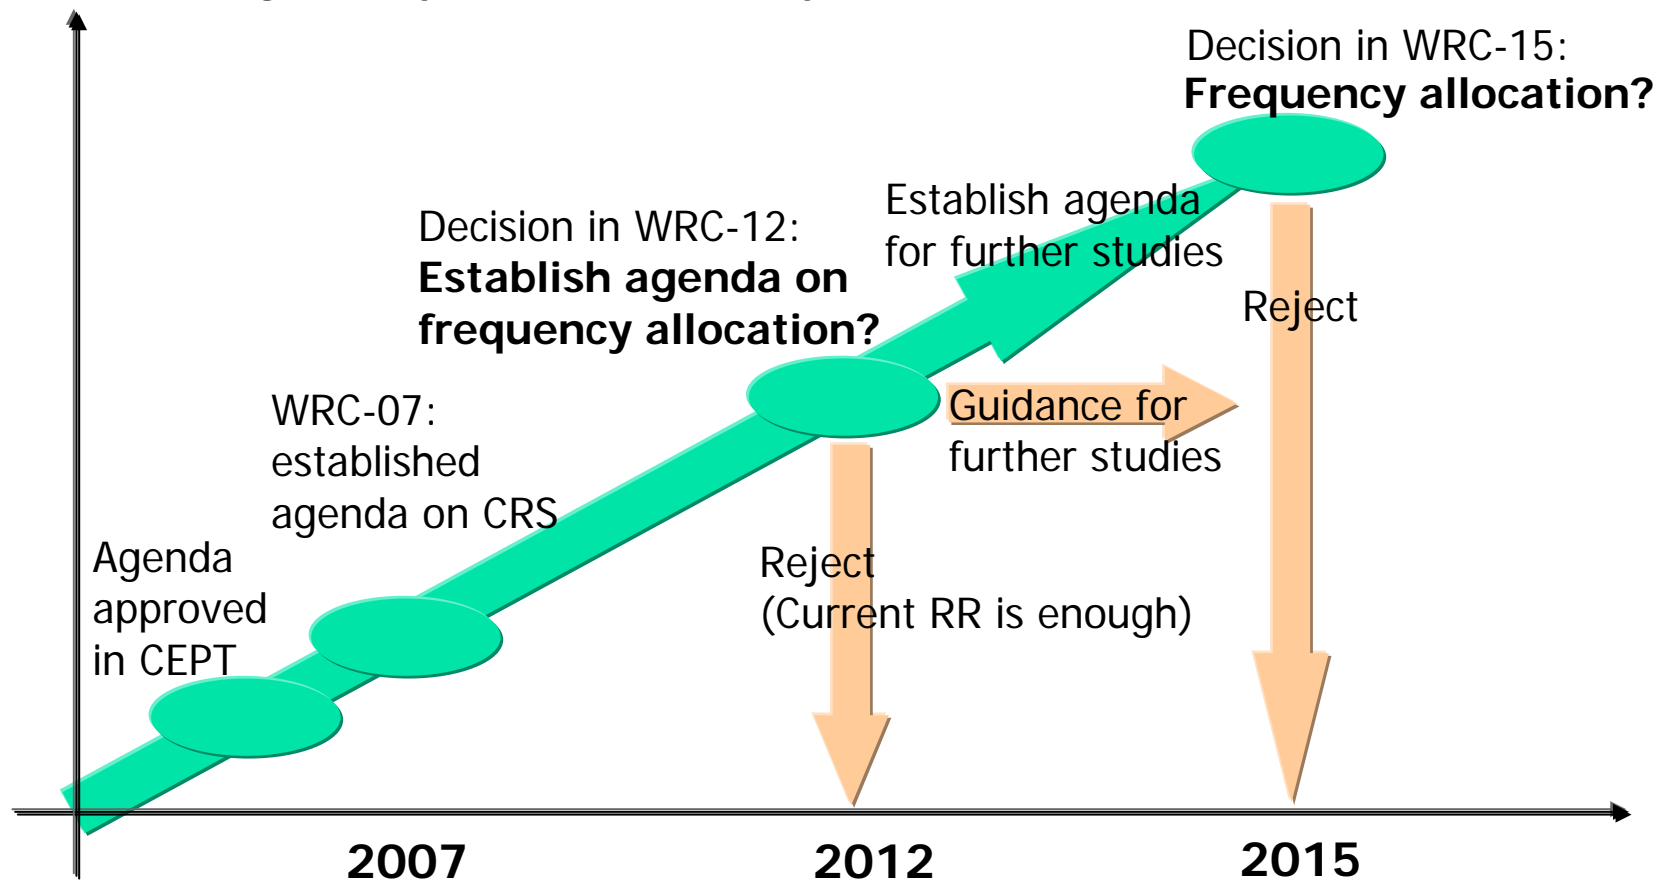 Decision in WRC-15:
Frequency allocation?
Establish agenda
for further studies
Decision in WRC-12:
Establish agenda on
frequency allocation?
Reject
Guidance for
further studies
WRC-07:
established
agenda on CRS
Agenda
approved
in CEPT
Reject
(Current RR is enough)
2007
2012
2015